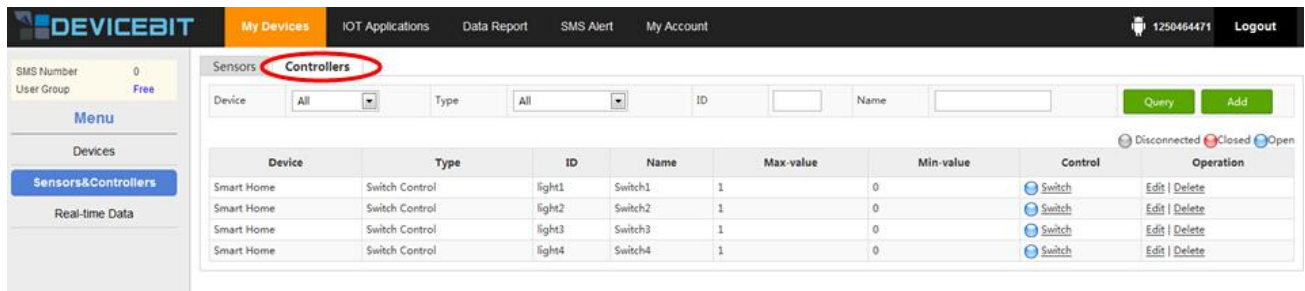 DEVICEBIT My Devices IOT Applications Data Report SMS Alert My Account 1250464471 Logout
SMS Number 0
User Group Free
Menu
Devices
Sensors&Controllers
Real-time Data
Sensors Controllers
Device All Type All ID Name Query Add
Disconnected Closed Open
Device Type ID Name Max-value Min-value Control Operation
Smart Home Switch Control light1 Switch1 1 0 Switch Edit | Delete
Smart Home Switch Control light2 Switch2 1 0 Switch Edit | Delete
Smart Home Switch Control light3 Switch3 1 0 Switch Edit | Delete
Smart Home Switch Control light4 Switch4 1 0 Switch Edit | Delete